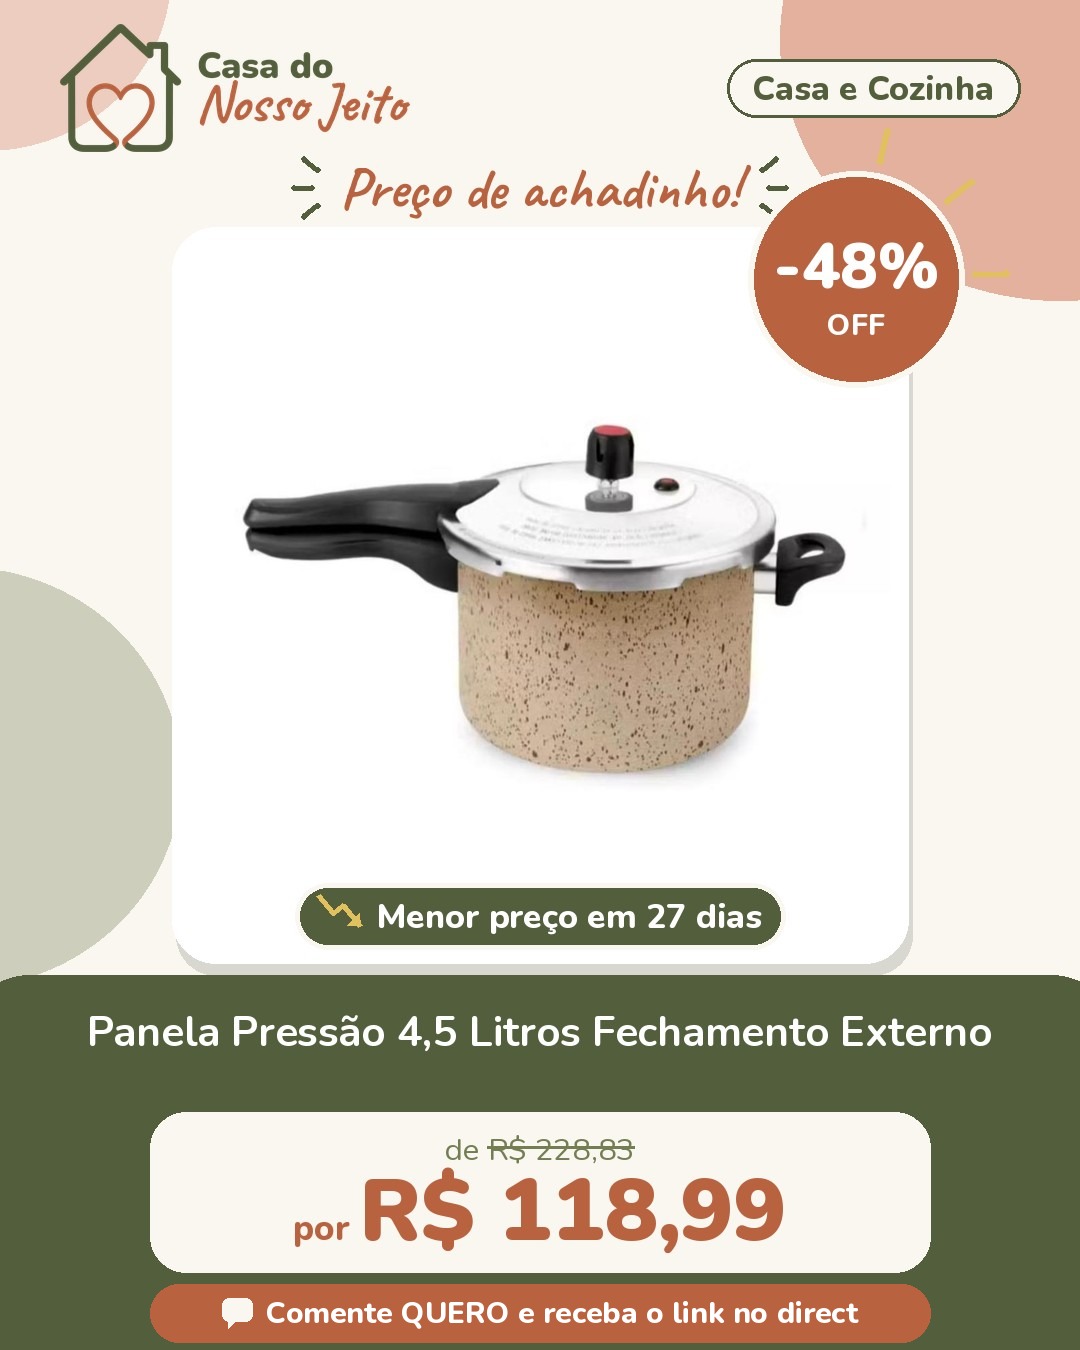 Casa do
Nosso Jeito
Casa e Cozinha
Preço de achadinho!
-48%
OFF
Menor preço em 27 dias
Panela Pressão 4,5 Litros Fechamento Externo
de R$ 228,83
por R$ 118,99
Comente QUERO e receba o link no direct